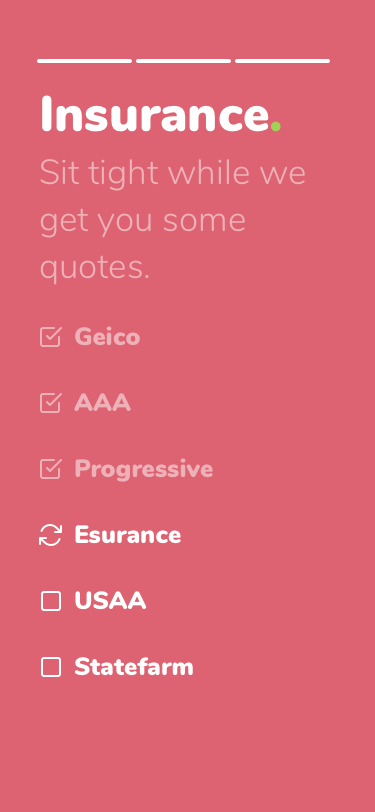 Insurance.
Sit tight while we
get you some
quotes.
Geico
AAA
Progressive
Esurance
USAA
Statefarm